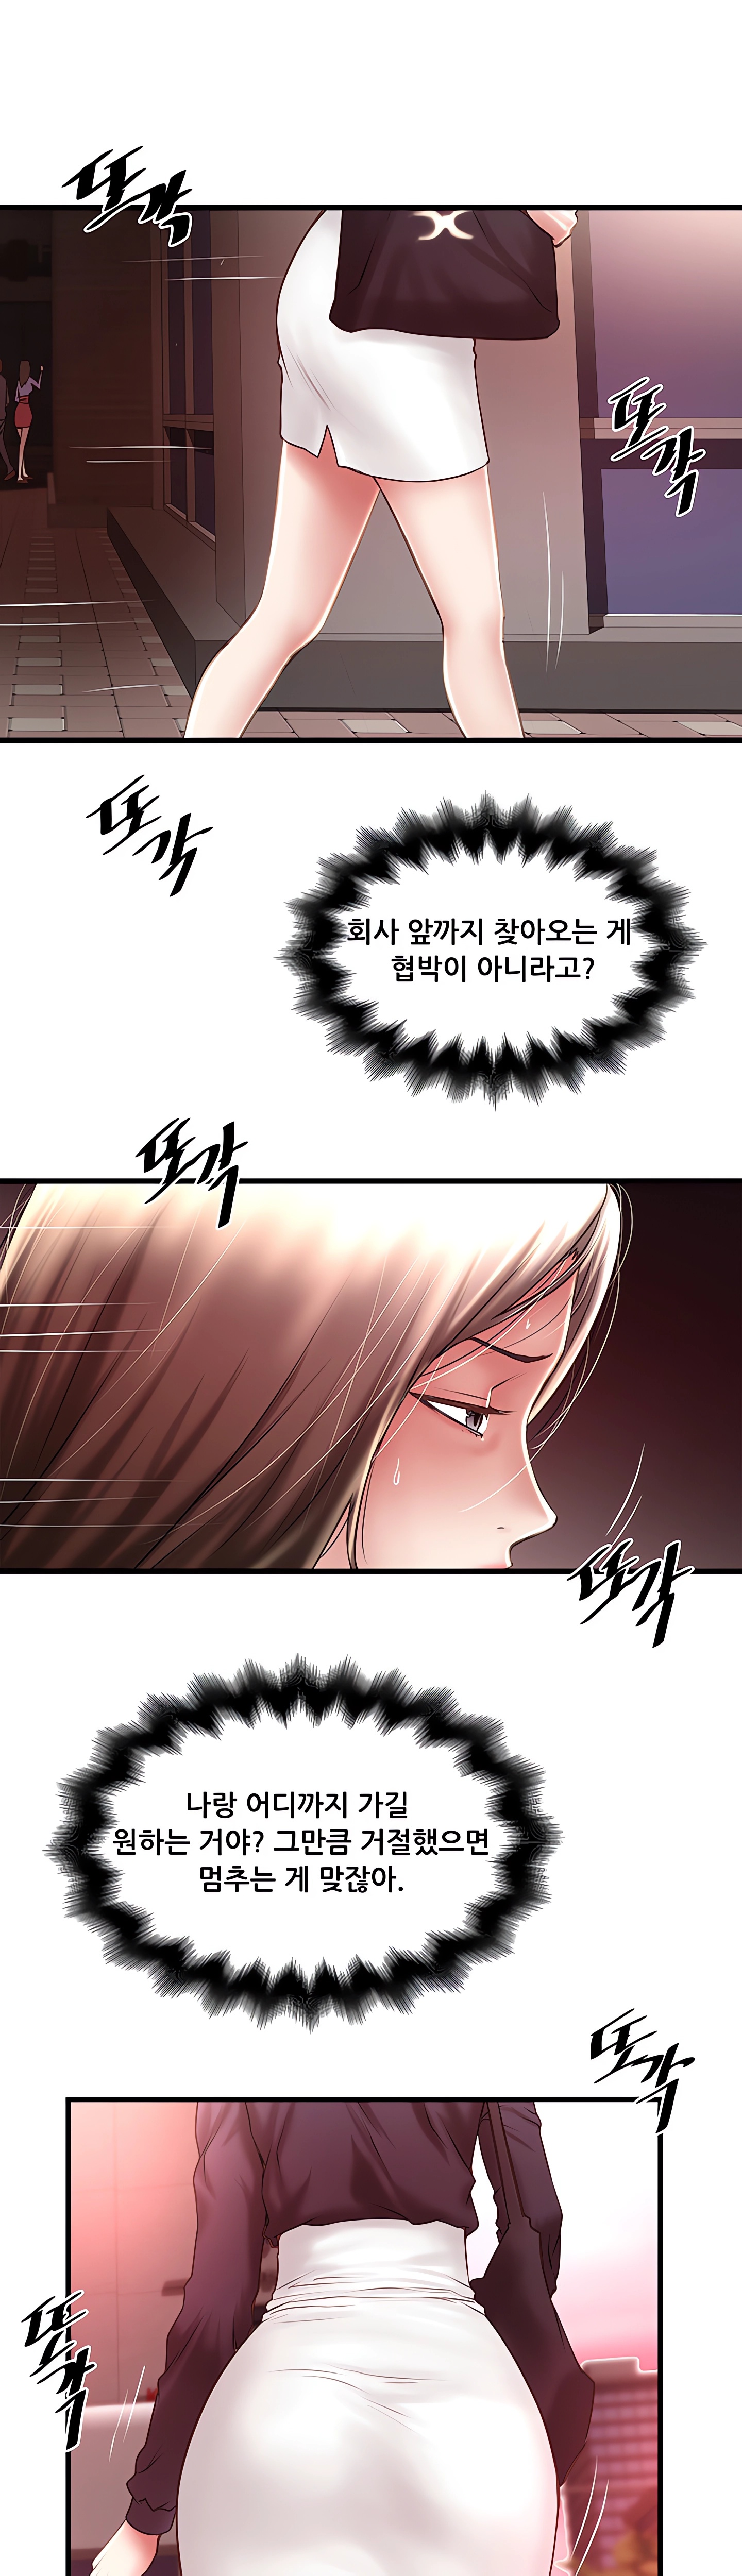 또각
또각
또각
회사 앞까지 찾아오는 게
협박이 아니라고?
또각
또각
나랑 어디까지 가길
원하는 거야? 그만큼 거절했으면
멈추는 게 맞잖아.
또각
또각